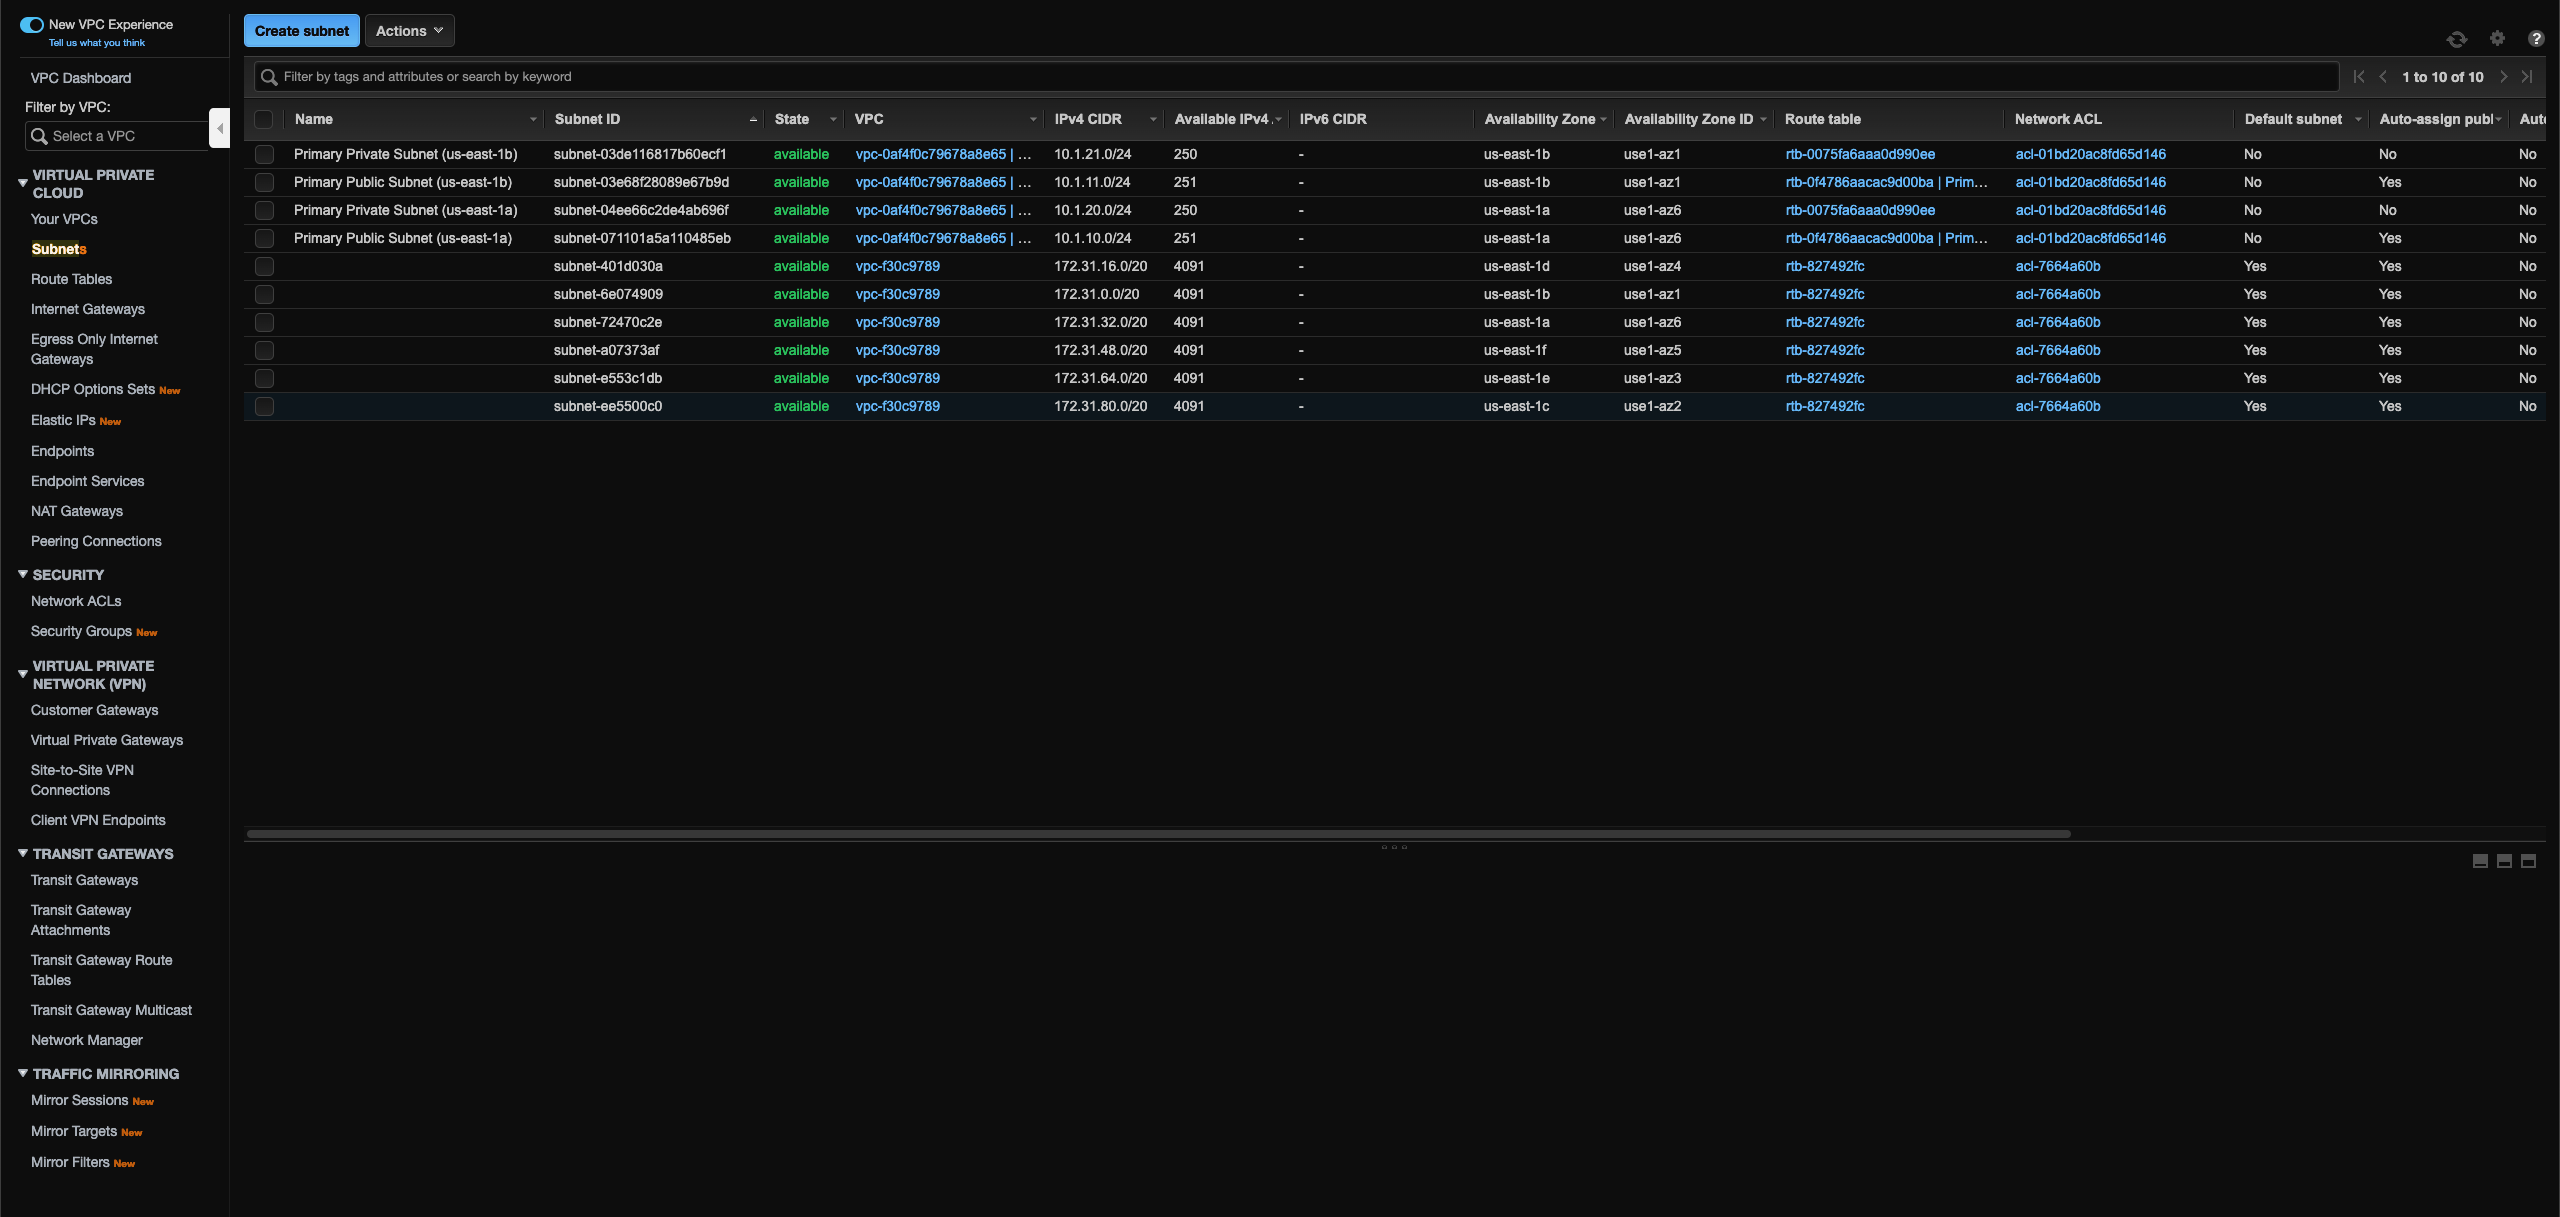 New VPC Experience
Tell us what you think
VPC Dashboard
Filter by VPC:
Select a VPC
VIRTUAL PRIVATE
CLOUD
Your VPCs
Subnets
Route Tables
Internet Gateways
Egress Only Internet
Gateways
DHCP Options Sets New
Elastic IPs New
Endpoints
Endpoint Services
NAT Gateways
Peering Connections
SECURITY
Network ACLs
Security Groups New
VIRTUAL PRIVATE
NETWORK (VPN)
Customer Gateways
Virtual Private Gateways
Site-to-Site VPN
Connections
Client VPN Endpoints
TRANSIT GATEWAYS
Transit Gateways
Transit Gateway
Attachments
Transit Gateway Route
Tables
Transit Gateway Multicast
Network Manager
TRAFFIC MIRRORING
Mirror Sessions New
Mirror Targets New
Mirror Filters New
Create subnet Actions
Filter by tags and attributes or search by keyword 1 to 10 of 10
Name Subnet ID State VPC IPv4 CIDR Available IPv4 IPv6 CIDR Availability Zone Availability Zone ID Route table Network ACL Default subnet Auto-assign publ Auto
Primary Private Subnet (us-east-1b) subnet-03de116817b60ecf1 available vpc-0af4f0c79678a8e65 | ... 10.1.21.0/24 250 - us-east-1b use1-az1 rtb-0075fa6aaa0d990ee acl-01bd20ac8fd65d146 No No No
Primary Public Subnet (us-east-1b) subnet-03e68f28089e67b9d available vpc-0af4f0c79678a8e65 | ... 10.1.11.0/24 251 - us-east-1b use1-az1 rtb-0f4786aacac9d00ba | Prim... acl-01bd20ac8fd65d146 No Yes No
Primary Private Subnet (us-east-1a) subnet-04ee66c2de4ab696f available vpc-0af4f0c79678a8e65 | ... 10.1.20.0/24 250 - us-east-1a use1-az6 rtb-0075fa6aaa0d990ee acl-01bd20ac8fd65d146 No No No
Primary Public Subnet (us-east-1a) subnet-071101a5a110485eb available vpc-0af4f0c79678a8e65 | ... 10.1.10.0/24 251 - us-east-1a use1-az6 rtb-0f4786aacac9d00ba | Prim... acl-01bd20ac8fd65d146 No Yes No
subnet-401d030a available vpc-f30c9789 172.31.16.0/20 4091 - us-east-1d use1-az4 rtb-827492fc acl-7664a60b Yes Yes No
subnet-6e074909 available vpc-f30c9789 172.31.0.0/20 4091 - us-east-1b use1-az1 rtb-827492fc acl-7664a60b Yes Yes No
subnet-72470c2e available vpc-f30c9789 172.31.32.0/20 4091 - us-east-1a use1-az6 rtb-827492fc acl-7664a60b Yes Yes No
subnet-a07373af available vpc-f30c9789 172.31.48.0/20 4091 - us-east-1f use1-az5 rtb-827492fc acl-7664a60b Yes Yes No
subnet-e553c1db available vpc-f30c9789 172.31.64.0/20 4091 - us-east-1e use1-az3 rtb-827492fc acl-7664a60b Yes Yes No
subnet-ee5500c0 available vpc-f30c9789 172.31.80.0/20 4091 - us-east-1c use1-az2 rtb-827492fc acl-7664a60b Yes Yes No